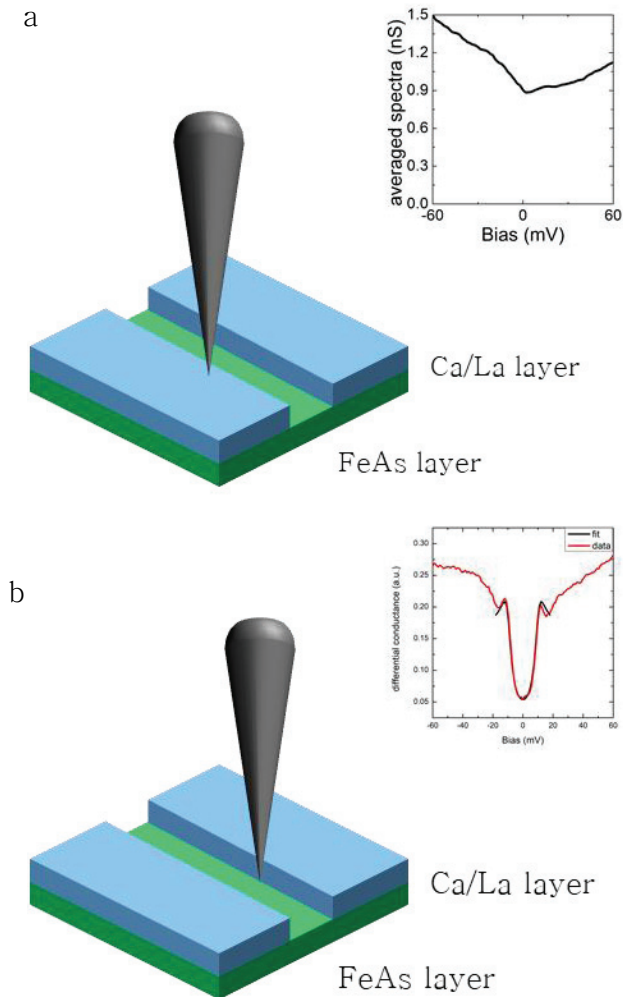 a
averaged spectra (nS)
1.5
1.2
0.9
0.6
0.3
0.0
-60
0
60
Bias (mV)
Ca/La layer
FeAs layer
b
differential conductance (a.u.)
0.30
0.25
0.20
0.15
0.10
0.05
fit
data
-60
-40
-20
0
20
40
60
Bias (mV)
Ca/La layer
FeAs layer